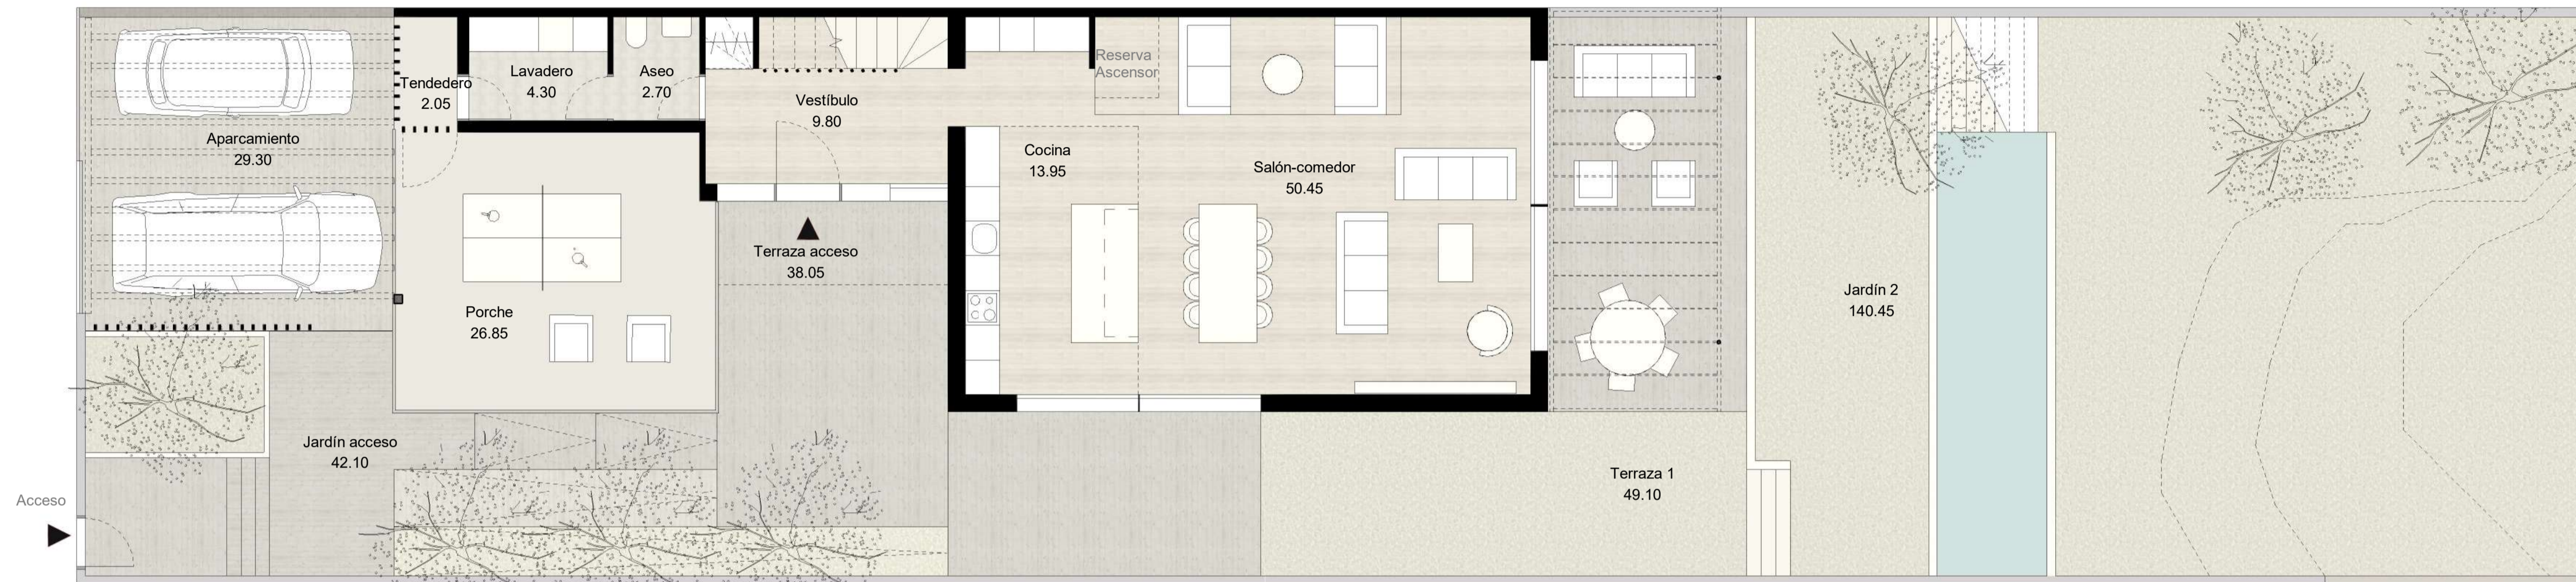 Tendedero
2.05
Lavadero
4.30
Aseo
2.70
Vestíbulo
9.80
Reserva
Ascensor
Aparcamiento
29.30
Cocina
13.95
Salón-comedor
50.45
Terraza acceso
38.05
Porche
26.85
Jardín 2
140.45
Jardín acceso
42.10
Terraza 1
49.10
Acceso